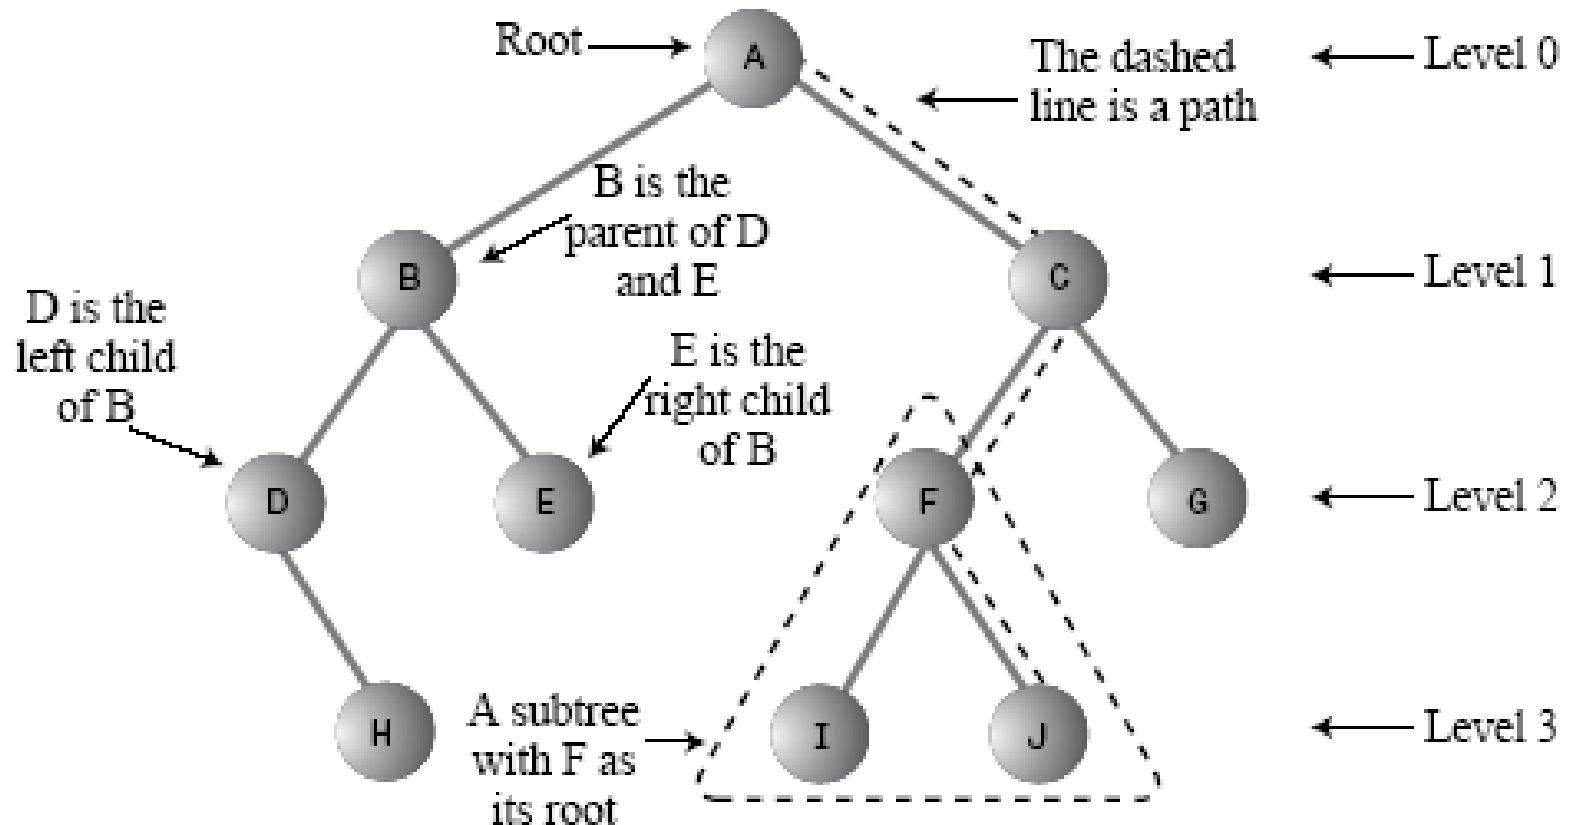 Root
A
The dashed
line is a path
Level 0
B is the
parent of D
and E
B
C
Level 1
D is the
left child
of B
E is the
right child
of B
D
E
F
G
Level 2
A subtree
with F as
its root
H
I
J
Level 3